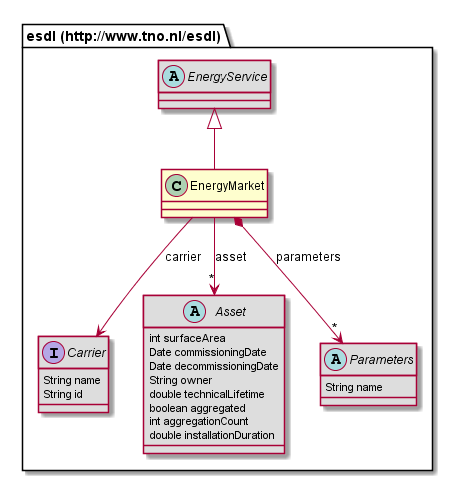 esdl (http://www.tno.nl/esdl)
A EnergyService
C EnergyMarket
carrier
asset
parameters
*
*
I Carrier
String name
String id
A Asset
int surfaceArea
Date commissioningDate
Date decommissioningDate
String owner
double technicalLifetime
boolean aggregated
int aggregationCount
double installationDuration
A Parameters
String name